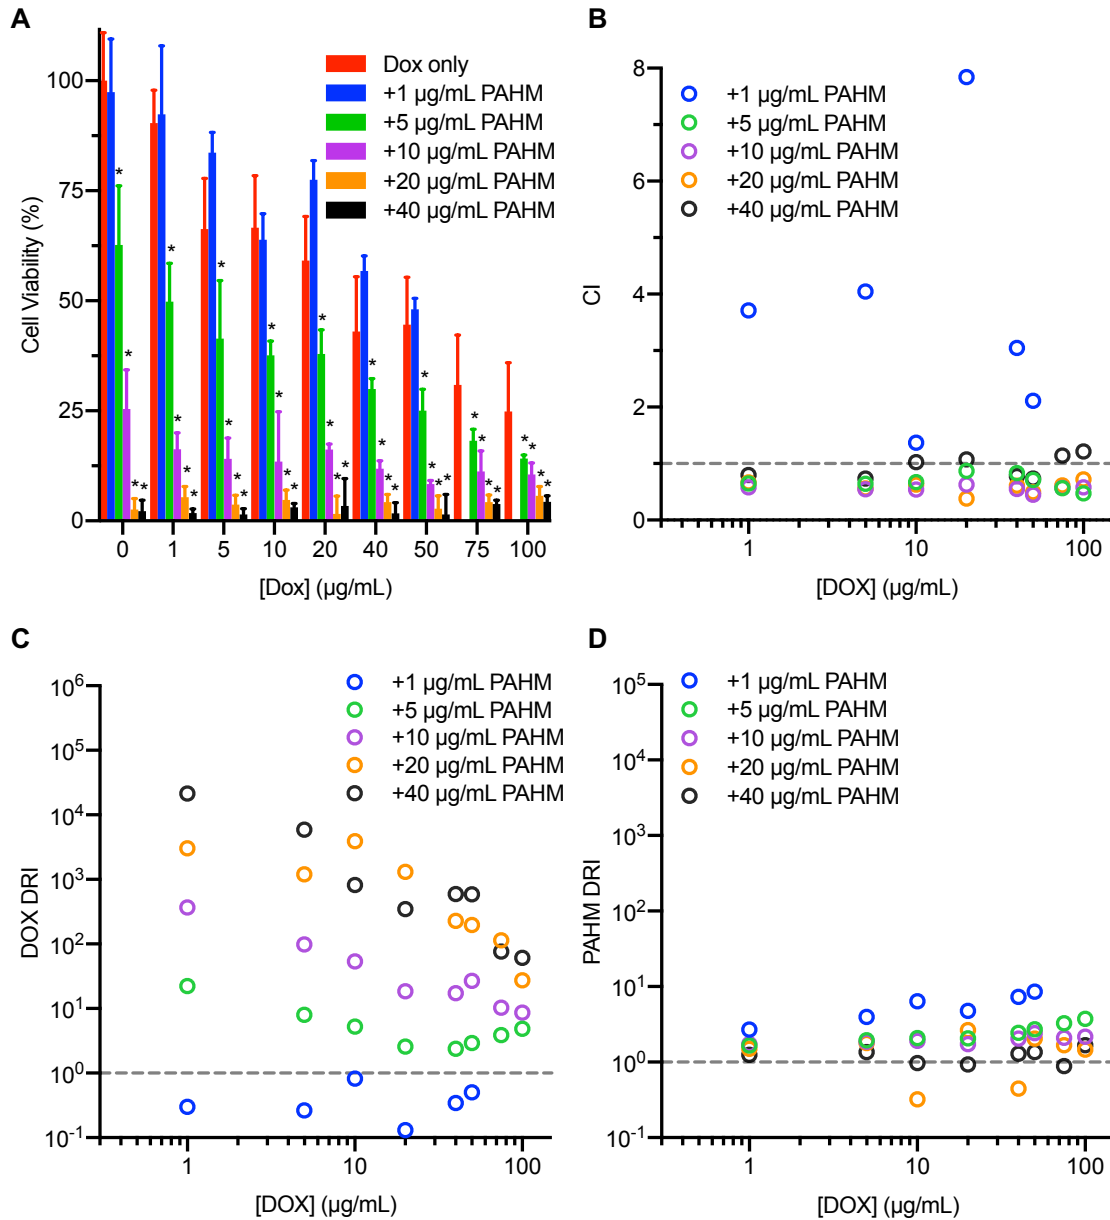 A
100
75
50
25
0
Cell Viability (%)
Dox only
+1 µg/mL PAHM
+5 µg/mL PAHM
+10 µg/mL PAHM
+20 µg/mL PAHM
+40 µg/mL PAHM
* * * * * * * * * * * * * * * * * * * * * * * * * * * * * * * * * * * *
0 1 5 10 20 40 50 75 100
[Dox] (µg/mL)
B
8
6
4
2
0
CI
+1 µg/mL PAHM
+5 µg/mL PAHM
+10 µg/mL PAHM
+20 µg/mL PAHM
+40 µg/mL PAHM
1 10 100
[DOX] (µg/mL)
C
10⁶
10⁵
10⁴
10³
10²
10¹
10⁰
10⁻¹
DOX DRI
+1 µg/mL PAHM
+5 µg/mL PAHM
+10 µg/mL PAHM
+20 µg/mL PAHM
+40 µg/mL PAHM
1 10 100
[DOX] (µg/mL)
D
10⁵
10⁴
10³
10²
10¹
10⁰
10⁻¹
PAHM DRI
+1 µg/mL PAHM
+5 µg/mL PAHM
+10 µg/mL PAHM
+20 µg/mL PAHM
+40 µg/mL PAHM
1 10 100
[DOX] (µg/mL)